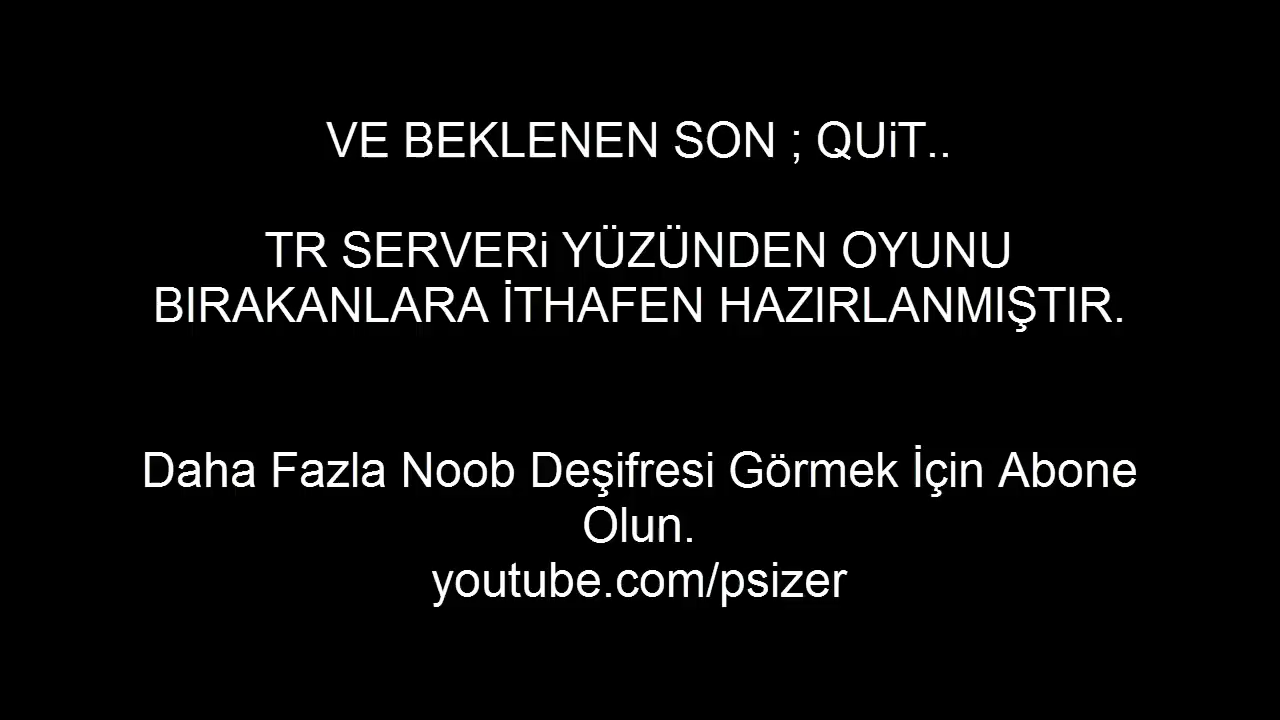 VE BEKLENEN SON ; QUiT..
TR SERVERi YÜZÜNDEN OYUNU
BIRAKANLARA İTHAFEN HAZIRLANMIŞTIR.
Daha Fazla Noob Deşifresi Görmek İçin Abone
Olun.
youtube.com/psizer